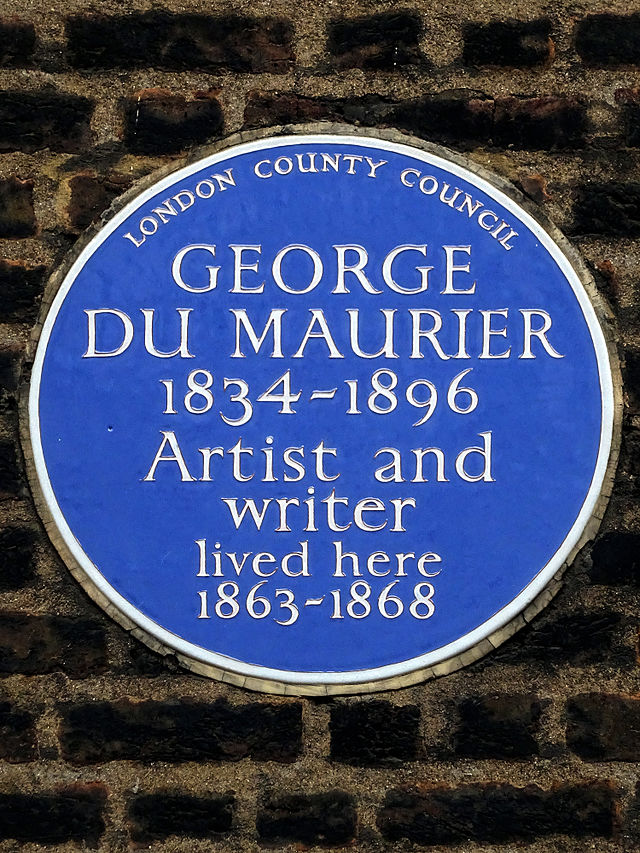 LONDON COUNTY COUNCIL
GEORGE
DU MAURIER
1834-1896
Artist and
writer
lived here
1863-1868